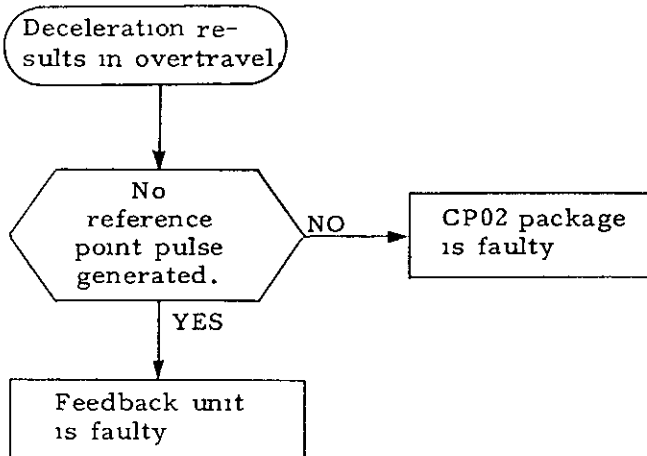 Deceleration re-
sults in overtravel.
No
reference
point pulse
generated.
NO
CP02 package
is faulty
YES
Feedback unit
is faulty